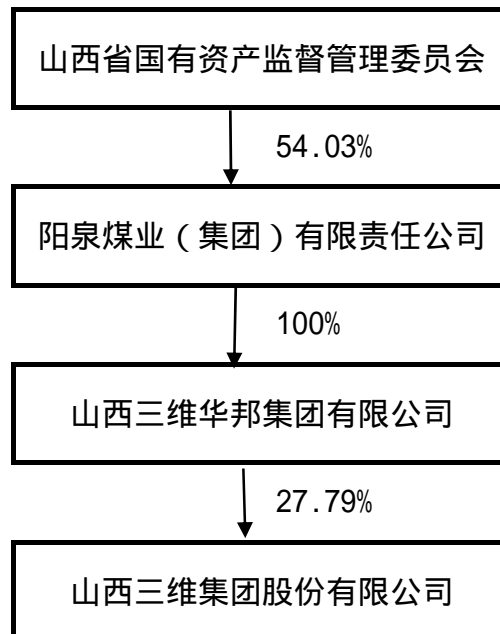 山西省国有资产监督管理委员会
54.03%
阳泉煤业（集团）有限责任公司
100%
山西三维华邦集团有限公司
27.79%
山西三维集团股份有限公司